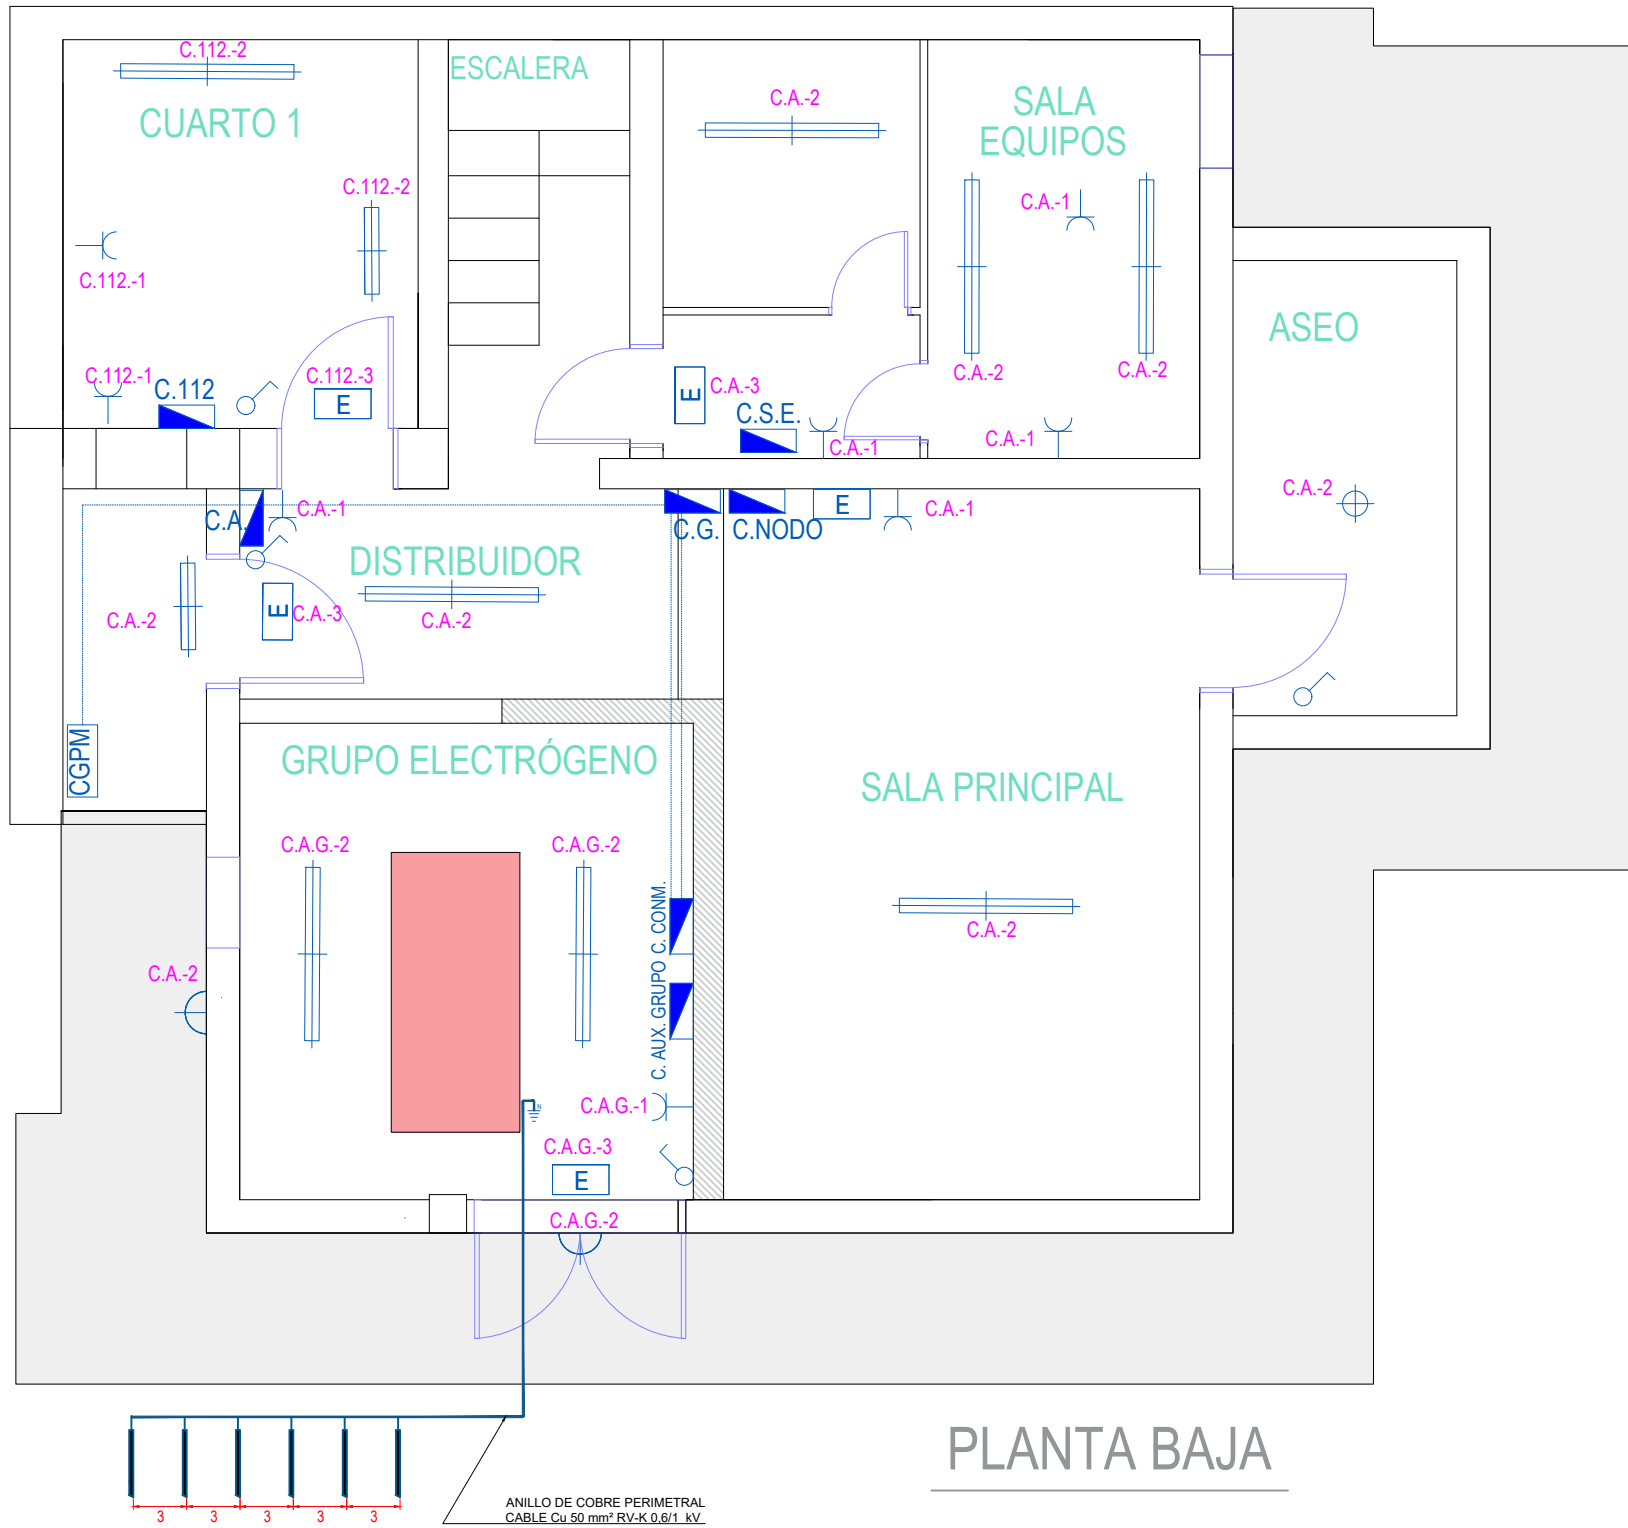 C.112.-2
ESCALERA
CUARTO 1
C.A.-2
SALA
EQUIPOS
C.112.-2
C.A.-1
C.112.-1
ASEO
C.112.-1
C.112
C.112.-3
E
E
C.A.-3
C.S.E.
C.A.-1
C.A.-2
C.A.-2
C.A.-1
C.A.
C.A.-1
C.G.
C.NODO
E
C.A.-1
C.A.-2
DISTRIBUIDOR
C.A.-2
E
C.A.-3
C.A.-2
CGPM
GRUPO ELECTRÓGENO
SALA PRINCIPAL
C.A.G.-2
C.A.G.-2
C. AUX. GRUPO C. CONM.
C.A.-2
C.A.-2
N
C.A.G.-1
C.A.G.-3
E
C.A.G.-2
PLANTA BAJA
3 3 3 3 3
ANILLO DE COBRE PERIMETRAL
CABLE Cu 50 mm² RV-K 0,6/1 kV